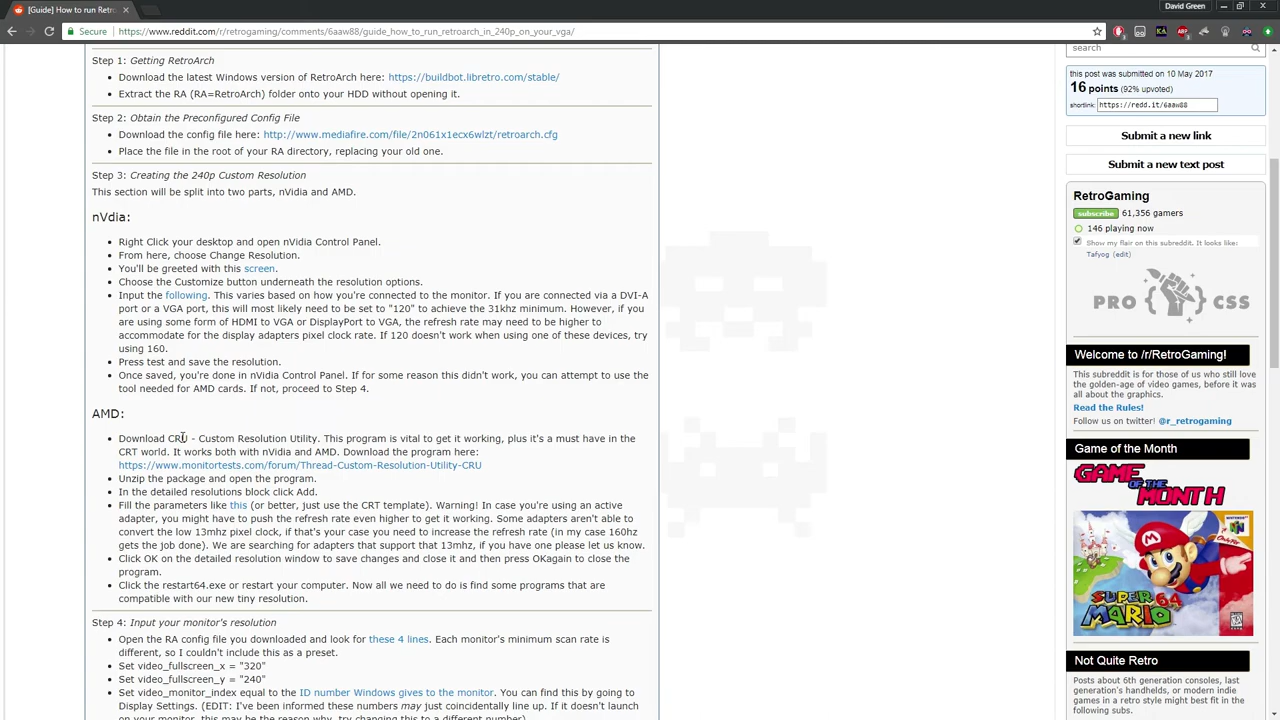 [Guide] How to run Retro
David Green
Secure
https://www.reddit.com/r/retrogaming/comments/6aaw88/guide_how_to_run_retroarch_in_240p_on_your_vga/
Step 1: Getting RetroArch
Download the latest Windows version of RetroArch here: https://buildbot.libretro.com/stable/
Extract the RA (RA=RetroArch) folder onto your HDD without opening it.
Step 2: Obtain the Preconfigured Config File
Download the config file here: http://www.mediafire.com/file/2n061x1ecx6wlzt/retroarch.cfg
Place the file in the root of your RA directory, replacing your old one.
Step 3: Creating the 240p Custom Resolution
This section will be split into two parts, nVidia and AMD.
nVdia:
Right Click your desktop and open nVidia Control Panel.
From here, choose Change Resolution.
You'll be greeted with this screen.
Choose the Customize button underneath the resolution options.
Input the following. This varies based on how you're connected to the monitor. If you are connected via a DVI-A
port or a VGA port, this will most likely need to be set to "120" to achieve the 31khz minimum. However, if you
are using some form of HDMI to VGA or DisplayPort to VGA, the refresh rate may need to be higher to
accommodate for the display adapters pixel clock rate. If 120 doesn't work when using one of these devices, try
using 160.
Press test and save the resolution.
Once saved, you're done in nVidia Control Panel. If for some reason this didn't work, you can attempt to use the
tool needed for AMD cards. If not, proceed to Step 4.
AMD:
Download CRU - Custom Resolution Utility. This program is vital to get it working, plus it's a must have in the
CRT world. It works both with nVidia and AMD. Download the program here:
https://www.monitortests.com/forum/Thread-Custom-Resolution-Utility-CRU
Unzip the package and open the program.
In the detailed resolutions block click Add.
Fill the parameters like this (or better, just use the CRT template). Warning! In case you're using an active
adapter, you might have to push the refresh rate even higher to get it working. Some adapters aren't able to
convert the low 13mhz pixel clock, if that's your case you need to increase the refresh rate (in my case 160hz
gets the job done). We are searching for adapters that support that 13mhz, if you have one please let us know.
Click OK on the detailed resolution window to save changes and close it and then press OKagain to close the
program.
Click the restart64.exe or restart your computer. Now all we need to do is find some programs that are
compatible with our new tiny resolution.
Step 4: Input your monitor's resolution
Open the RA config file you downloaded and look for these 4 lines. Each monitor's minimum scan rate is
different, so I couldn't include this as a preset.
Set video_fullscreen_x = "320"
Set video_fullscreen_y = "240"
Set video_monitor_index equal to the ID number Windows gives to the monitor. You can find this by going to
Display Settings. (EDIT: I've been informed these numbers may just coincidentally line up. If it doesn't launch
on your monitor, this may be the reason why, try changing this to a different number)
search
this post was submitted on 10 May 2017
16 points (92% upvoted)
shortlink: https://redd.it/6aaw88
Submit a new link
Submit a new text post
RetroGaming
subscribe 61,356 gamers
146 playing now
Show my flair on this subreddit. It looks like:
Tafyog (edit)
PRO CSS
Welcome to /r/RetroGaming!
This subreddit is for those of us who still love
the golden-age of video games, before it was
all about the graphics.
Read the Rules!
Follow us on twitter! @r_retrogaming
Game of the Month
GAME OF THE MONTH
SUPER
MARIO 64
Not Quite Retro
Posts about 6th generation consoles, last
generation's handhelds, or modern indie
games in a retro style might best fit in the
following subs.